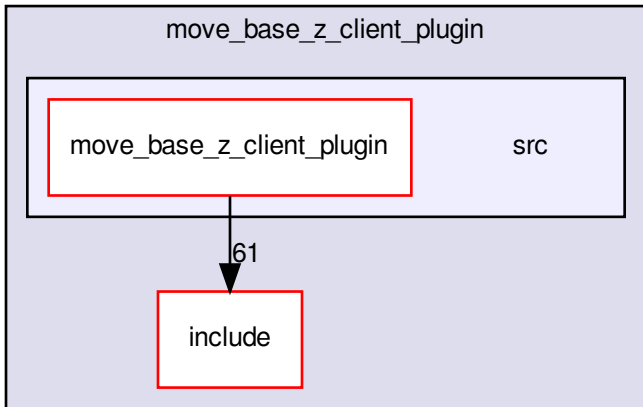 move_base_z_client_plugin
move_base_z_client_plugin
src
61
include